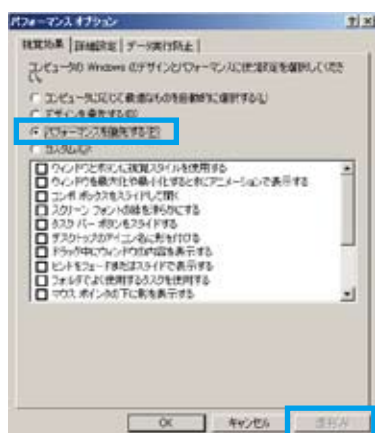 パフォーマンス オプション
視覚効果 詳細設定 データ実行防止
コンピュータの Windows のデザインとパフォーマンスに使う設定を選択してください。
コンピュータに応じて最適なものを自動的に選択する(L)
デザインを優先する(B)
パフォーマンスを優先する(P)
カスタム(C):
ウィンドウとボタンに視覚スタイルを使用する
ウィンドウを最大化や最小化するときにアニメーションで表示する
コンボ ボックスをスライドして開く
スクリーン フォントの縁を滑らかにする
タスク バー ボタンをスライドする
デスクトップのアイコン名に影を付ける
ドラッグ中にウィンドウの内容を表示する
ヒントをフェードまたはスライドで表示する
フォルダでよく使用するタスクを使用する
マウス ポインタの下に影を表示する
OK キャンセル 適用(A)